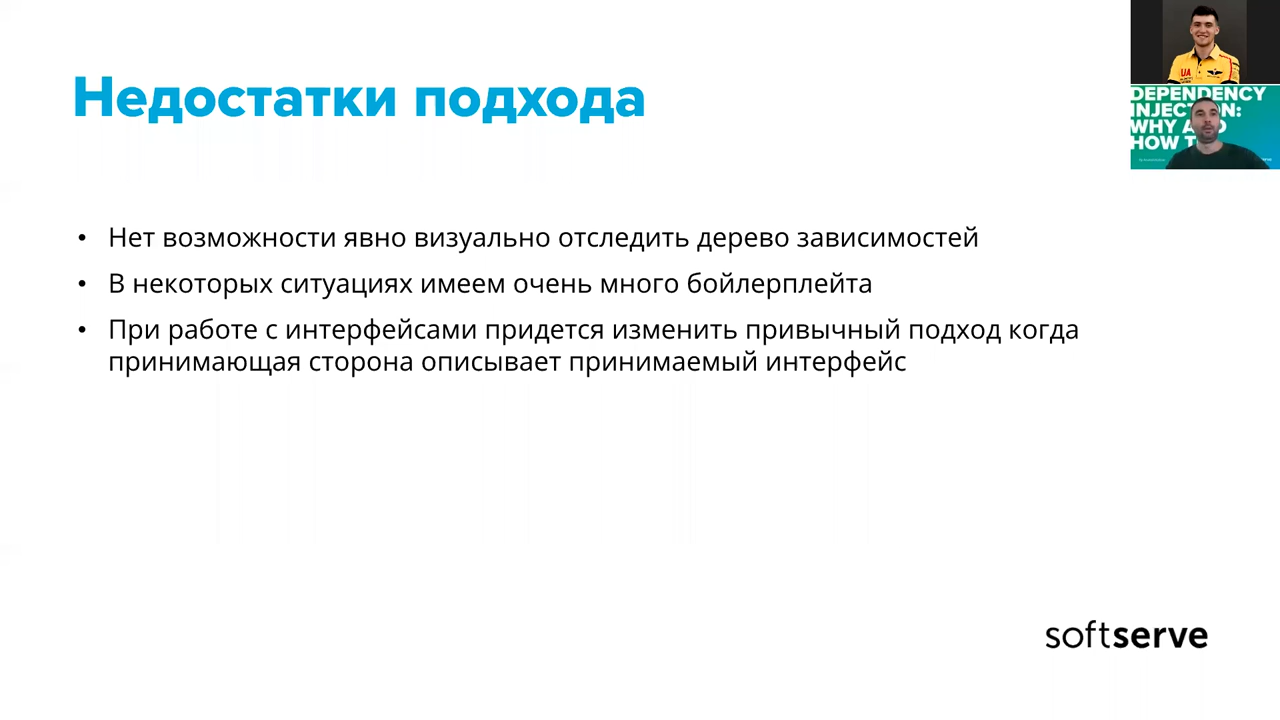 Недостатки подхода
• Нет возможности явно визуально отследить дерево зависимостей
• В некоторых ситуациях имеем очень много бойлерплейта
• При работе с интерфейсами придется изменить привычный подход когда
принимающая сторона описывает принимаемый интерфейс
softserve
UA
DEPENDENCY
WHY
HOW